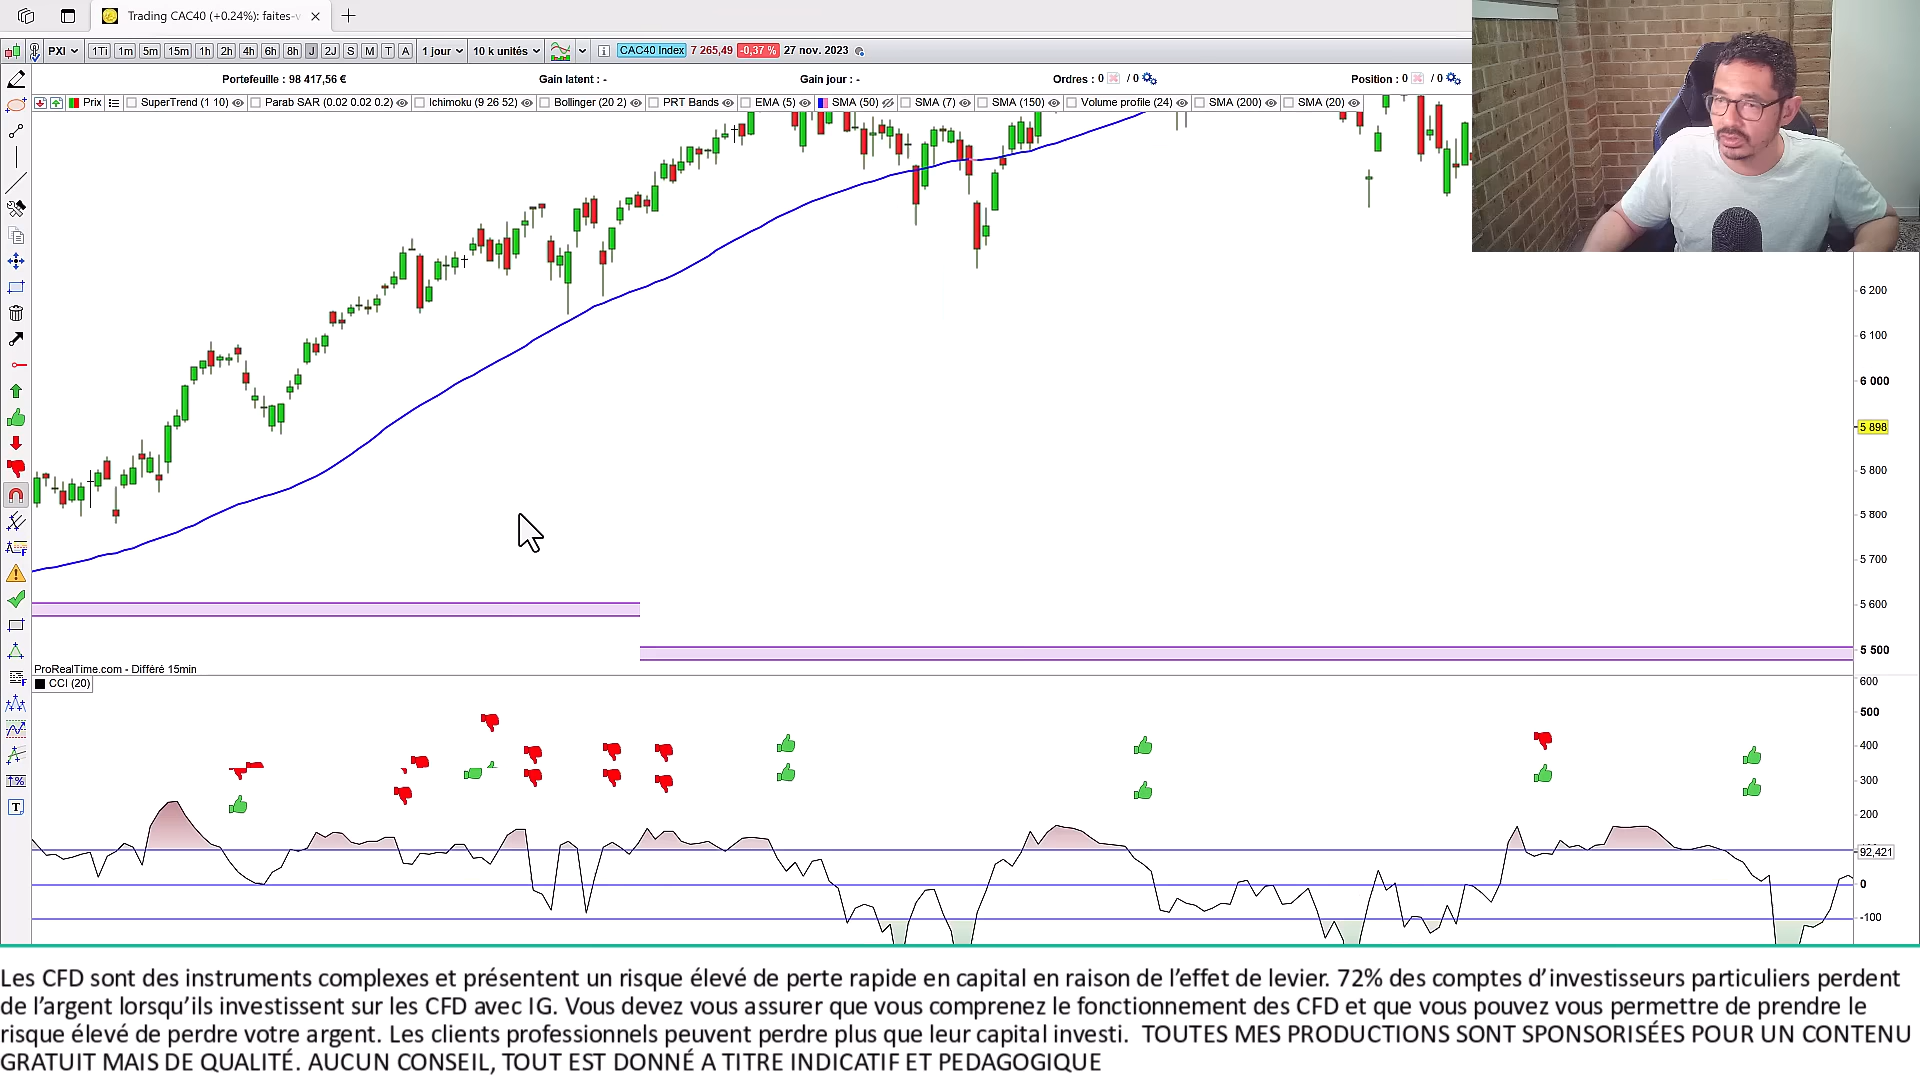 Trading CAC40 (+0.24%): faites-v
PXI 1Ti 1m 5m 15m 1h 2h 4h 6h 8h J 2J S M T A 1 jour 10 k unités CAC40 Index 7 265,49 -0,37 % 27 nov. 2023
Portefeuille : 98 417,56 € Gain latent : - Gain jour : - Ordres : 0 / 0 Position : 0 / 0
Prix SuperTrend (1 10) Parab SAR (0.02 0.02 0.2) Ichimoku (9 26 52) Bollinger (20 2) PRT Bands EMA (5) SMA (50) SMA (7) SMA (150) Volume profile (24) SMA (200) SMA (20)
6 200
6 100
6 000
5 898
5 800
5 800
5 700
5 600
5 500
ProRealTime.com - Différé 15min
CCI (20)
600
500
400
300
200
92,421
0
-100
Les CFD sont des instruments complexes et présentent un risque élevé de perte rapide en capital en raison de l’effet de levier. 72% des comptes d’investisseurs particuliers perdent
de l’argent lorsqu’ils investissent sur les CFD avec IG. Vous devez vous assurer que vous comprenez le fonctionnement des CFD et que vous pouvez vous permettre de prendre le
risque élevé de perdre votre argent. Les clients professionnels peuvent perdre plus que leur capital investi. TOUTES MES PRODUCTIONS SONT SPONSORISÉES POUR UN CONTENU
GRATUIT MAIS DE QUALITÉ. AUCUN CONSEIL, TOUT EST DONNÉ A TITRE INDICATIF ET PEDAGOGIQUE